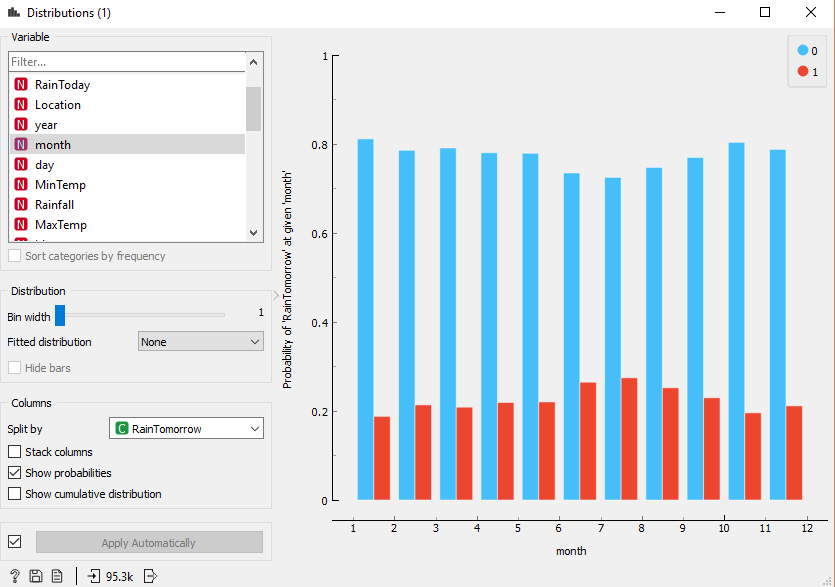 Distributions (1)
Variable
Filter...
N RainToday
N Location
N year
N month
N day
N MinTemp
N Rainfall
N MaxTemp
Sort categories by frequency
Distribution
Bin width 1
Fitted distribution None
Hide bars
Columns
Split by C RainTomorrow
Stack columns
Show probabilities
Show cumulative distribution
Apply Automatically
? 95.3k
Probability of 'RainTomorrow' at given 'month'
1
0.8
0.6
0.4
0.2
0
1 2 3 4 5 6 7 8 9 10 11 12
month
0
1